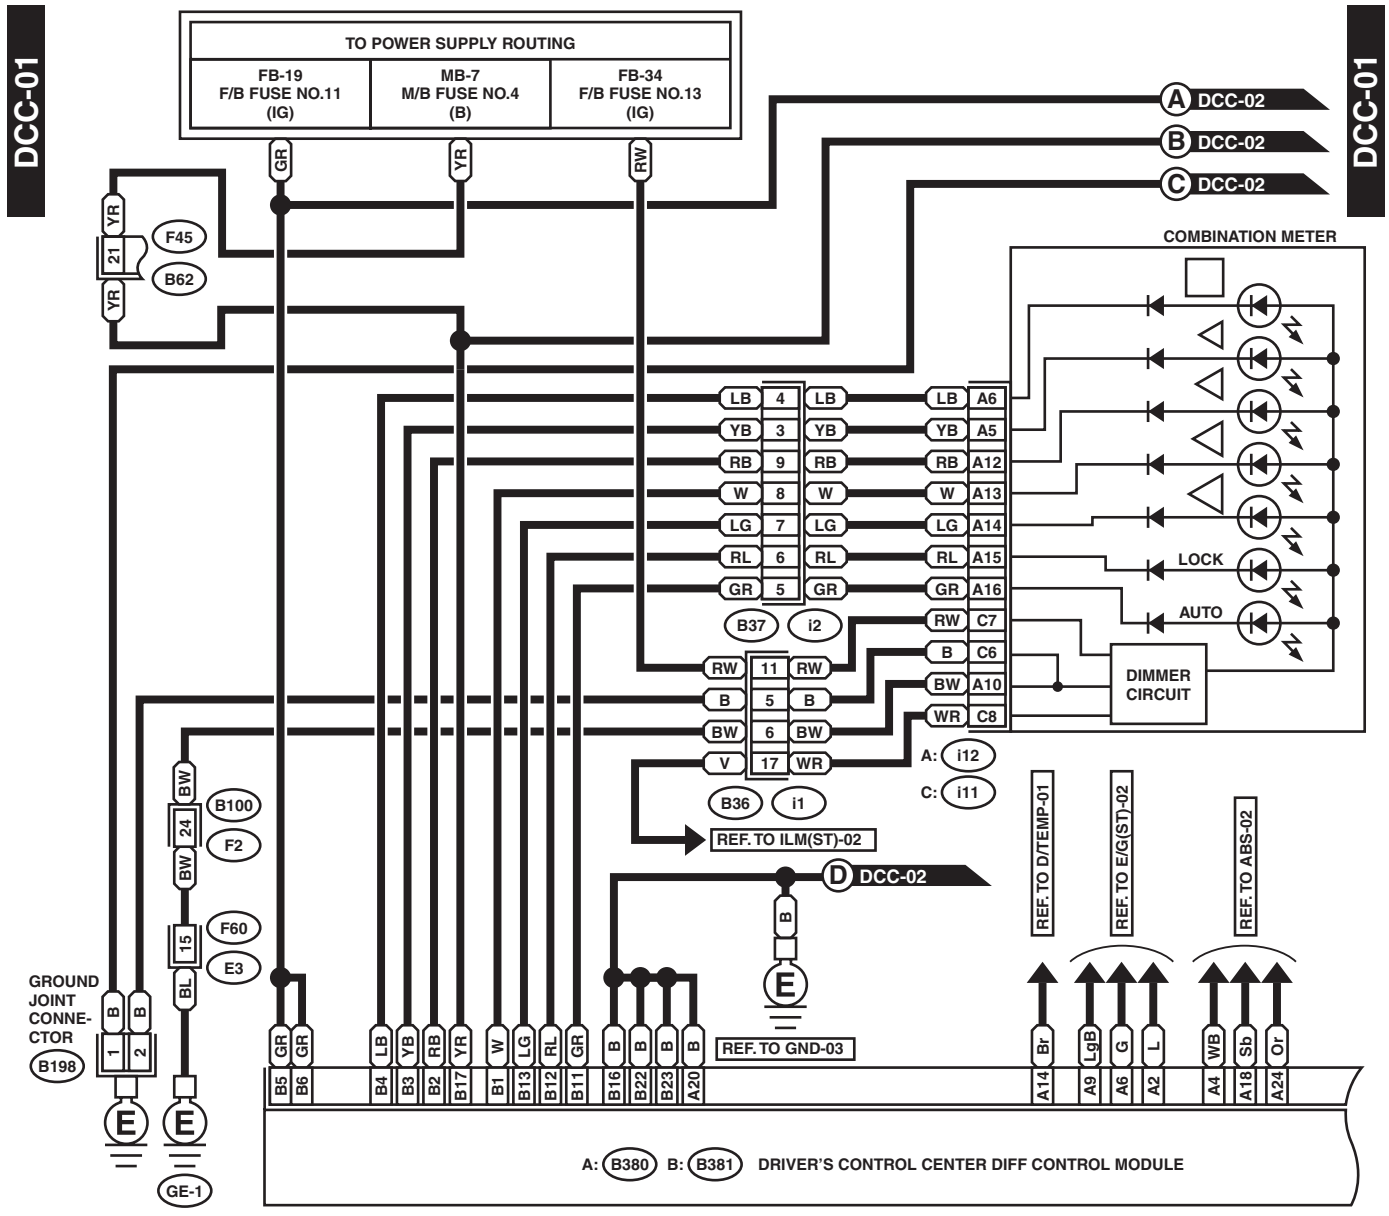 DCC-01
DCC-01
TO POWER SUPPLY ROUTING
FB-19
F/B FUSE NO.11
(IG)
MB-7
M/B FUSE NO.4
(B)
FB-34
F/B FUSE NO.13
(IG)
GR
YR
RW
A DCC-02
B DCC-02
C DCC-02
YR
21
YR
F45
B62
COMBINATION METER
LB 4 LB LB A6
YB 3 YB YB A5
RB 9 RB RB A12
W 8 W W A13
LG 7 LG LG A14
RL 6 RL RL A15
GR 5 GR GR A16
LOCK
AUTO
B37 i2
RW C7
B C6
BW A10
WR C8
RW 11 RW
B 5 B
BW 6 BW
V 17 WR
DIMMER
CIRCUIT
A: i12
C: i11
B36 i1
REF. TO ILM(ST)-02
D DCC-02
B
E
REF. TO GND-03
BW
24
BW
15
BL
B100
F2
F60
E3
GROUND
JOINT
CONNE-
CTOR
B198
B B
1 2
E
E
GE-1
REF. TO D/TEMP-01
REF. TO E/G(ST)-02
REF. TO ABS-02
GR GR LB YB RB YR W LG RL GR B B B B Br LgB G L WB Sb Or
B5 B6 B4 B3 B2 B17 B1 B13 B12 B11 B16 B22 B23 A20 A14 A9 A6 A2 A4 A18 A24
A: B380 B: B381 DRIVER'S CONTROL CENTER DIFF CONTROL MODULE